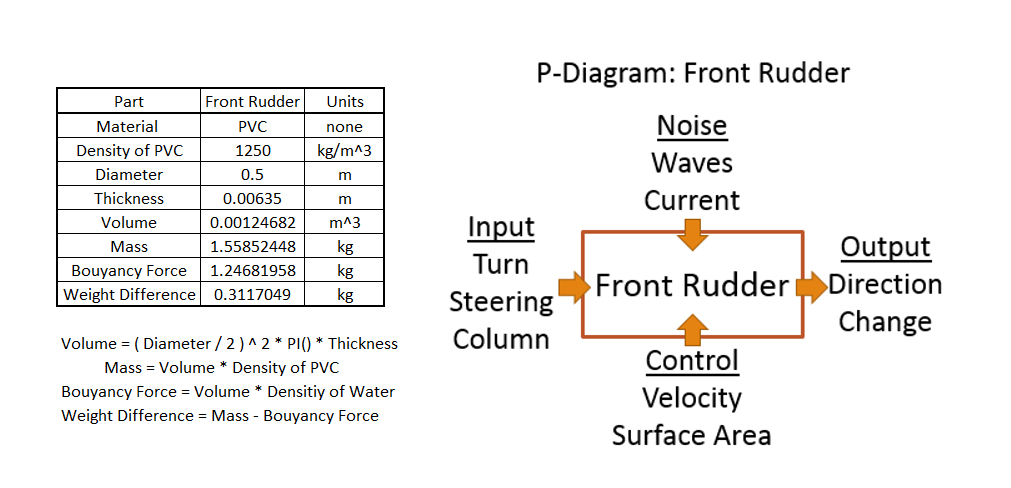 Part Front Rudder Units
Material PVC none
Density of PVC 1250 kg/m^3
Diameter 0.5 m
Thickness 0.00635 m
Volume 0.00124682 m^3
Mass 1.55852448 kg
Bouyancy Force 1.24681958 kg
Weight Difference 0.3117049 kg
Volume = ( Diameter / 2 ) ^ 2 * PI() * Thickness
Mass = Volume * Density of PVC
Bouyancy Force = Volume * Densitiy of Water
Weight Difference = Mass - Bouyancy Force
P-Diagram: Front Rudder
Noise
Waves
Current
Input
Turn
Steering
Column
Front Rudder
Output
Direction
Change
Control
Velocity
Surface Area